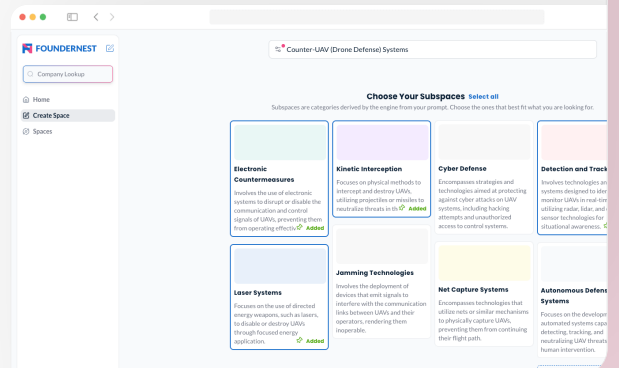 FOUNDERNEST
Company Lookup
Home
Create Space
Spaces
Counter-UAV (Drone Defense) Systems
Choose Your Subspaces Select all
Subspaces are categories derived by the engine from your prompt. Choose the ones that best fit what you are looking for.
Electronic
Countermeasures
Involves the use of electronic
systems to disrupt or disable the
communication and control
signals of UAVs, preventing them
from operating effectiv Added
Kinetic Interception
Focuses on physical methods to
intercept and destroy UAVs,
utilizing projectiles or missiles to
neutralize threats in th Added
Cyber Defense
Encompasses strategies and
technologies aimed at protecting
against cyber attacks on UAV
systems, including hacking
attempts and unauthorized
access to control systems.
Detection and Track
Involves technologies an
systems designed to iden
monitor UAVs in real-tim
utilizing radar, lidar, and
sensor technologies for
situational awareness.
Laser Systems
Focuses on the use of directed
energy weapons, such as lasers,
to disable or destroy UAVs
through focused energy
application. Added
Jamming Technologies
Involves the deployment of
devices that emit signals to
interfere with the communication
links between UAVs and their
operators, rendering them
inoperable.
Net Capture Systems
Encompasses technologies that
utilize nets or similar mechanisms
to physically capture UAVs,
preventing them from continuing
their flight path.
Autonomous Defens
Systems
Focuses on the developm
automated systems capa
detecting, tracking, and
neutralizing UAV threats
human intervention.